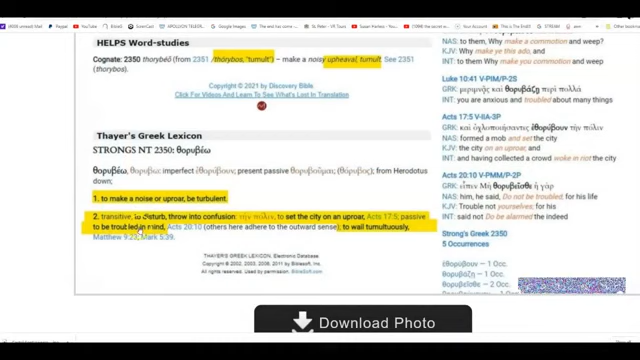 HELPS Word-studies
Cognate: 2350 thorybéō (from 2351 /thórybos, "tumult") – make a noisy upheaval, tumult. See 2351
(thorybos).
Copyright © 2021 by Discovery Bible
Click For Videos And Learn To See What's Lost In Translation
Thayer's Greek Lexicon
STRONGS NT 2350: θορυβέω
θορυβέω, θορυβω: imperfect ἐθορύβουν; present passive θορυβοῦμαι; (θόρυβος); from Herodotus
down;
1. to make a noise or uproar, be turbulent.
2. transitive, to disturb, throw into confusion: τὴν πόλιν, to set the city on an uproar, Acts 17:5; passive
to be troubled in mind, Acts 20:10 (others here adhere to the outward sense), to wail tumultuously,
Matthew 9:23; Mark 5:39.
THAYER'S GREEK LEXICON, Electronic Database.
Copyright © 2002, 2003, 2006, 2011 by Biblesoft, Inc.
All rights reserved. Used by permission. BibleSoft.com
NAS: to them, Why make a commotion and weep?
KJV: Why make ye this ado, and
INT: to them Why make you commotion and weep
Luke 10:41 V-PIM/P-2S
GRK: μεριμνᾷς καὶ θορυβάζῃ περὶ πολλά
INT: you are anxious and troubled about many things
Acts 17:5 V-IIA-3P
GRK: καὶ ὀχλοποιήσαντες ἐθορύβουν τὴν πόλιν
NAS: formed a mob and set the city
KJV: the city on an uproar, and
INT: and having collected a crowd woke in riot the city
Acts 20:10 V-PMM/P-2P
GRK: εἶπεν Μὴ θορυβεῖσθε ἡ γὰρ
NAS: him, he said, Do not be troubled, for his life
KJV: Trouble not yourselves; for his
INT: said not Do be alarmed the indeed
Strong's Greek 2350
5 Occurrences
ἐθορύβουν — 1 Occ.
θορυβάζῃ — 1 Occ.
θορυβεῖσθε — 2 Occ.
Download Photo